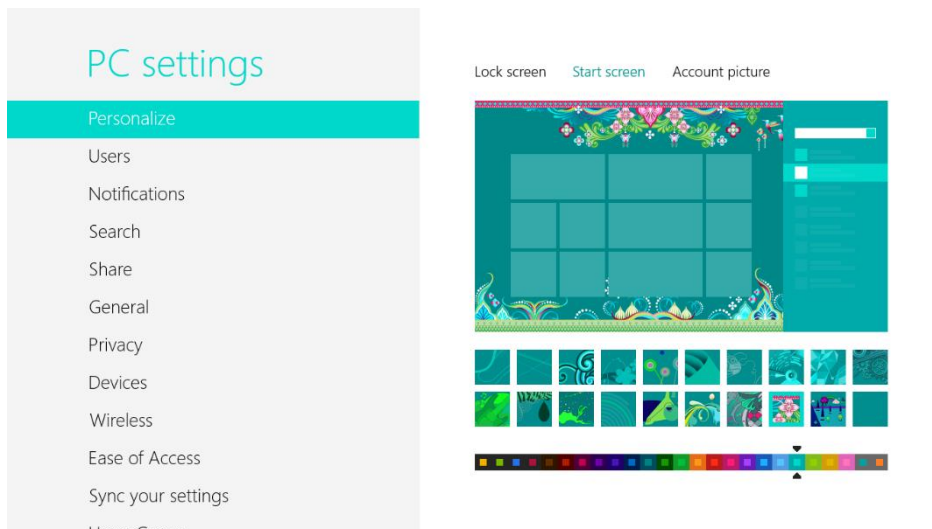 PC settings
Personalize
Users
Notifications
Search
Share
General
Privacy
Devices
Wireless
Ease of Access
Sync your settings
Lock screen Start screen Account picture